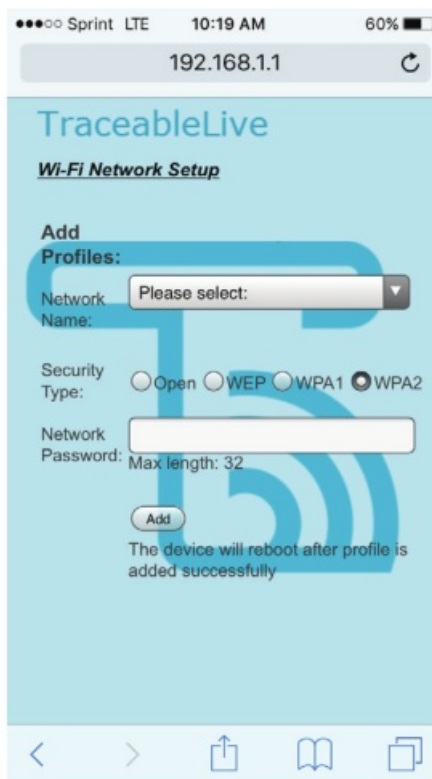 Sprint LTE 10:19 AM 60%
192.168.1.1
TraceableLive
Wi-Fi Network Setup
Add
Profiles:
Network
Name:
Please select:
Security
Type:
Open WEP WPA1 WPA2
Network
Password:
Max length: 32
Add
The device will reboot after profile is
added successfully